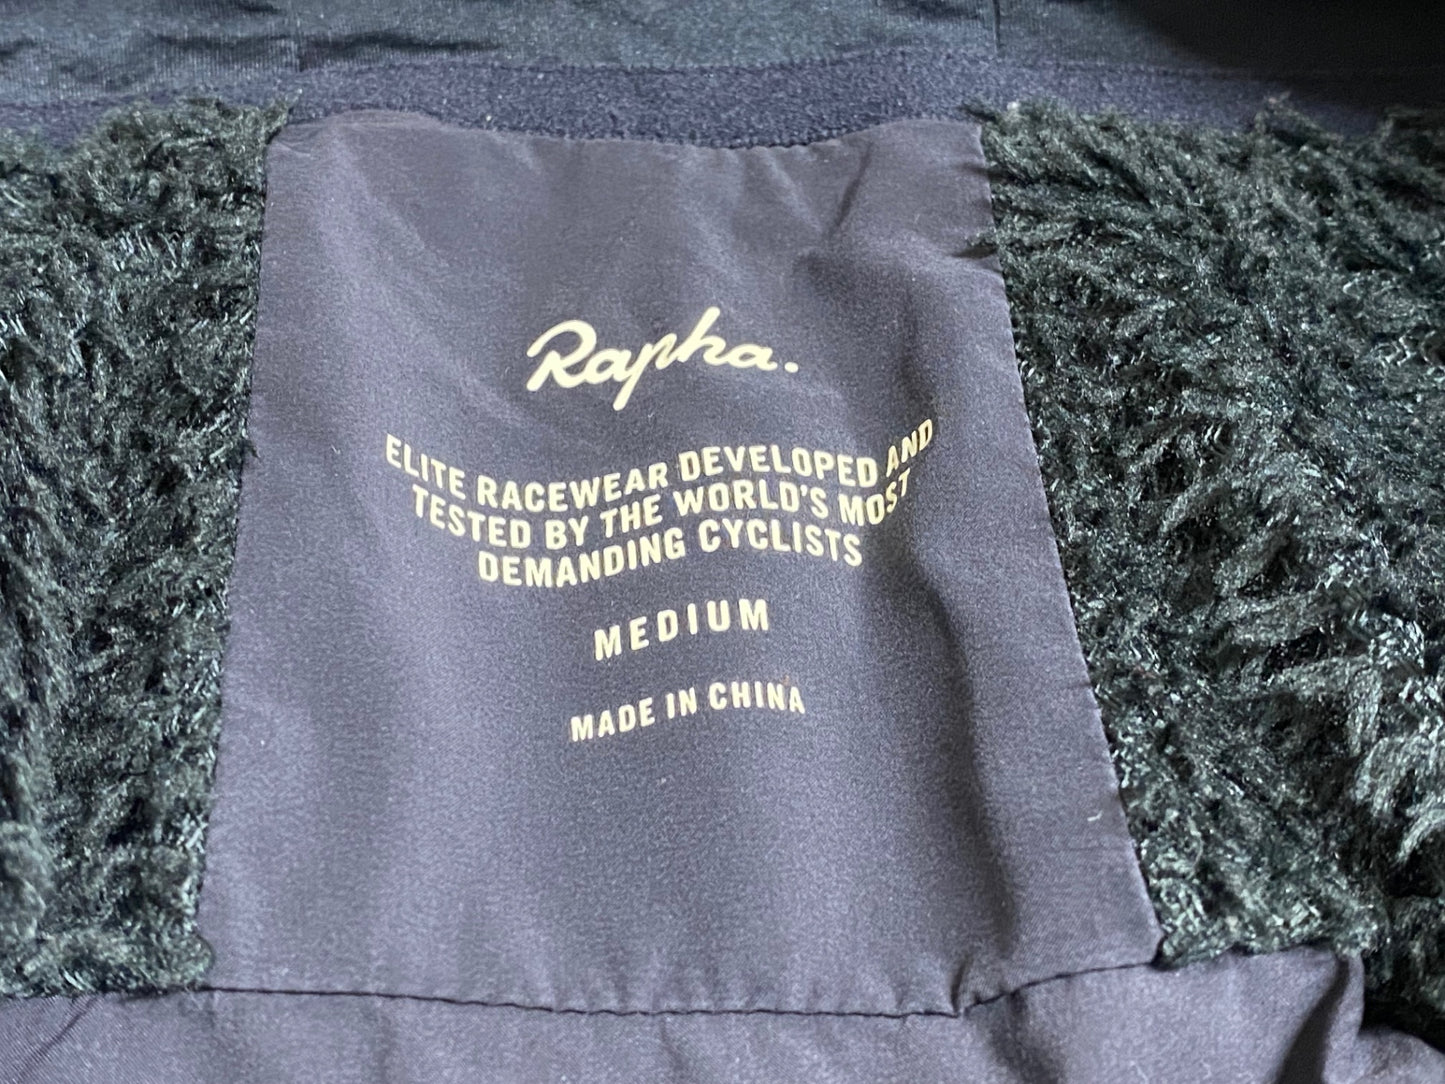 Rapha.
ELITE RACEWEAR DEVELOPED AND
TESTED BY THE WORLD'S MOST
DEMANDING CYCLISTS
MEDIUM
MADE IN CHINA